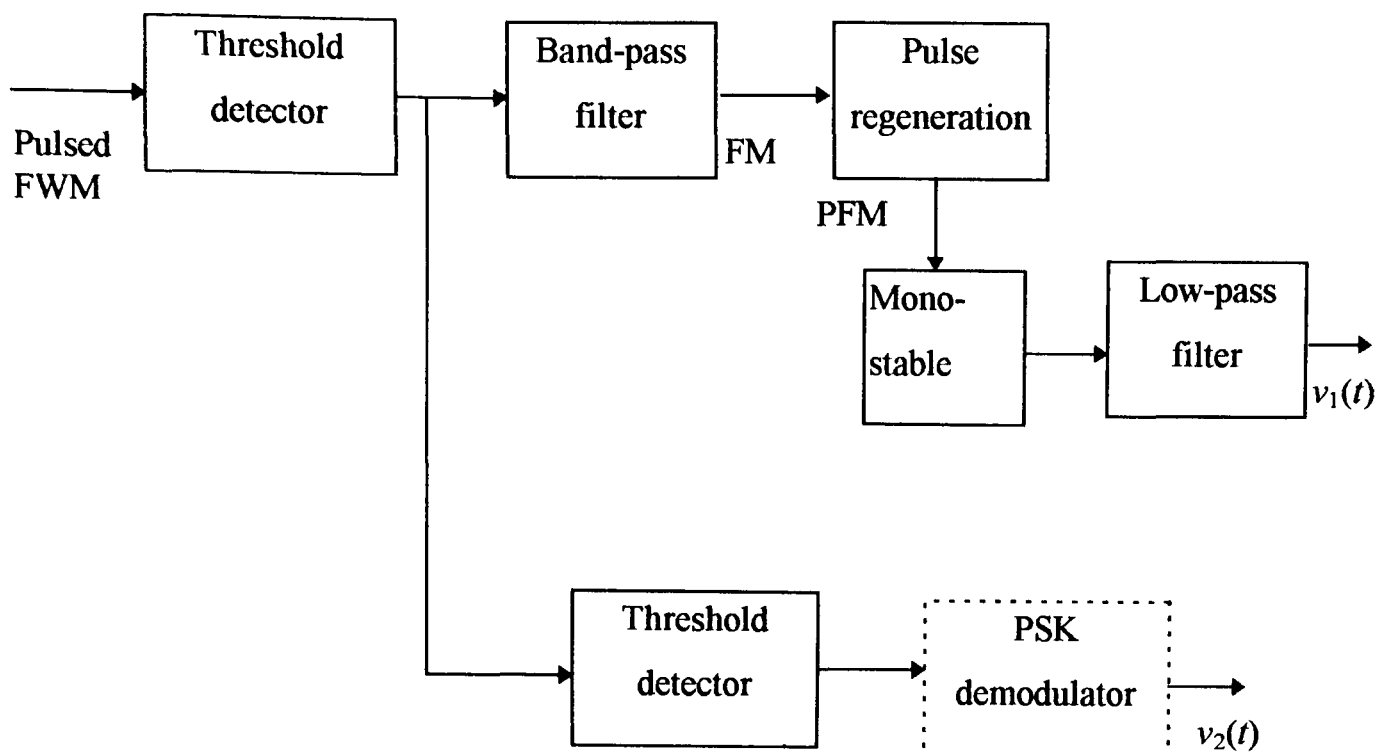 Threshold
detector
Band-pass
filter
Pulse
regeneration
Pulsed
FWM
FM
PFM
Mono-
stable
Low-pass
filter
v₁(t)
Threshold
detector
PSK
demodulator
v₂(t)